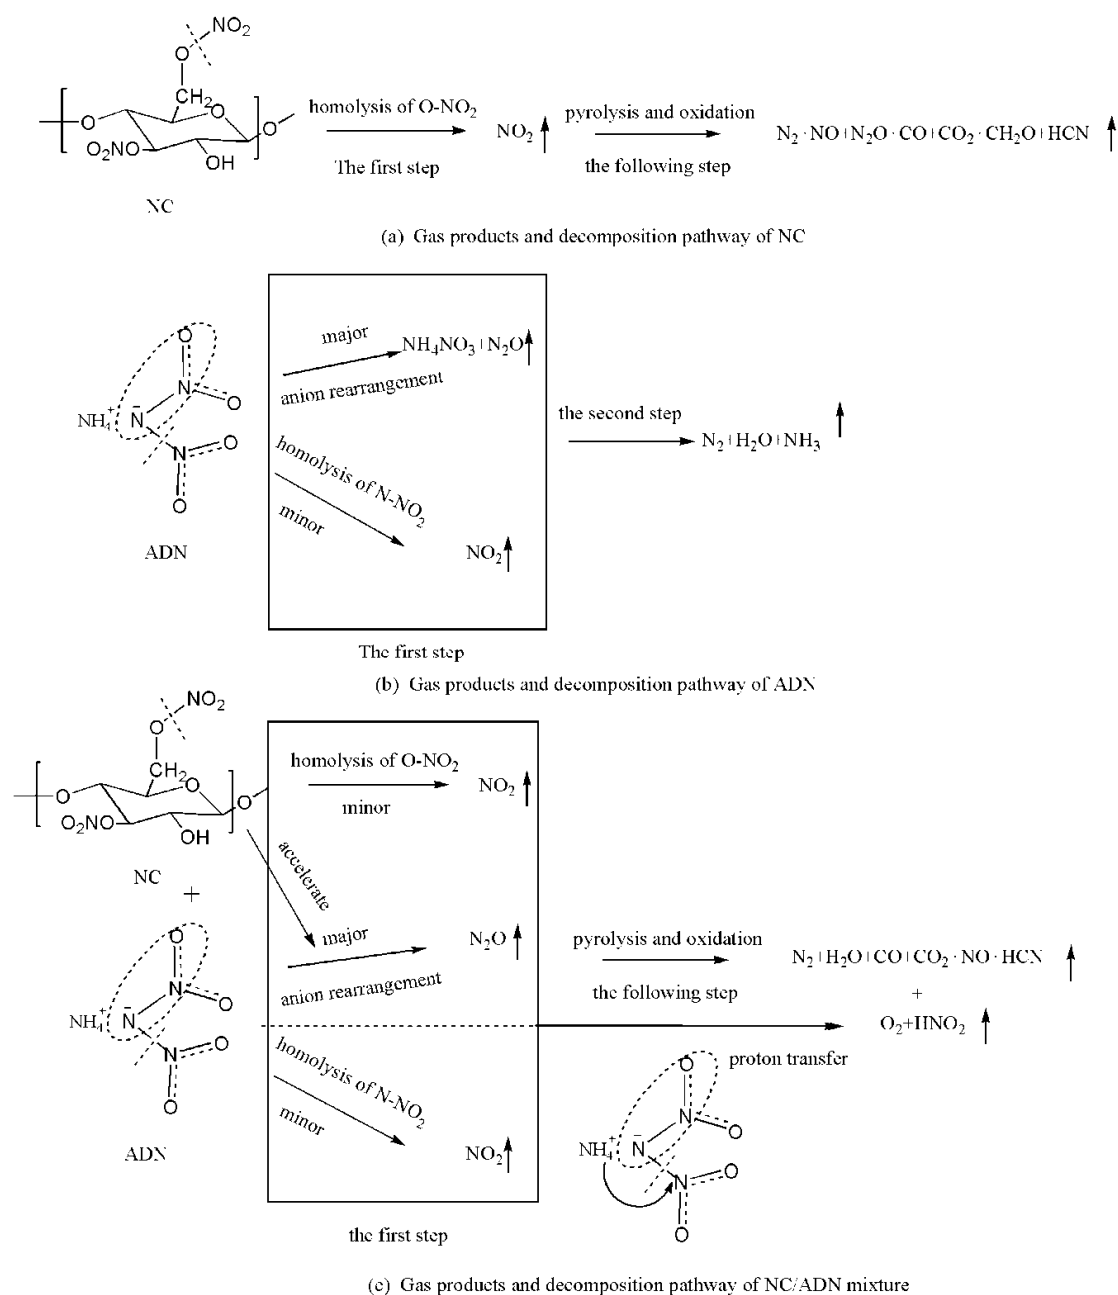 NO₂
O
CH₂
O
O
O
O₂NO
OH
NC
homolysis of O-NO₂
The first step
NO₂
pyrolysis and oxidation
the following step
N₂·NO+N₂O·CO+CO₂·CH₂O+HCN
(a) Gas products and decomposition pathway of NC
O
N
O
NH₄⁺
N⁻
N
O
O
ADN
major
anion rearrangement
NH₄NO₃+N₂O
homolysis of N-NO₂
minor
NO₂
The first step
the second step
N₂+H₂O+NH₃
(b) Gas products and decomposition pathway of ADN
NO₂
O
CH₂
O
O
O
O₂NO
OH
NC
+
homolysis of O-NO₂
minor
NO₂
accelerate
O
N
O
NH₄⁺
N⁻
N
O
O
ADN
major
anion rearrangement
N₂O
homolysis of N-NO₂
minor
NO₂
the first step
pyrolysis and oxidation
the following step
N₂+H₂O+CO+CO₂·NO·HCN
+
O₂+HNO₂
proton transfer
O
N
O
NH₄⁺
N⁻
N
O
O
(c) Gas products and decomposition pathway of NC/ADN mixture